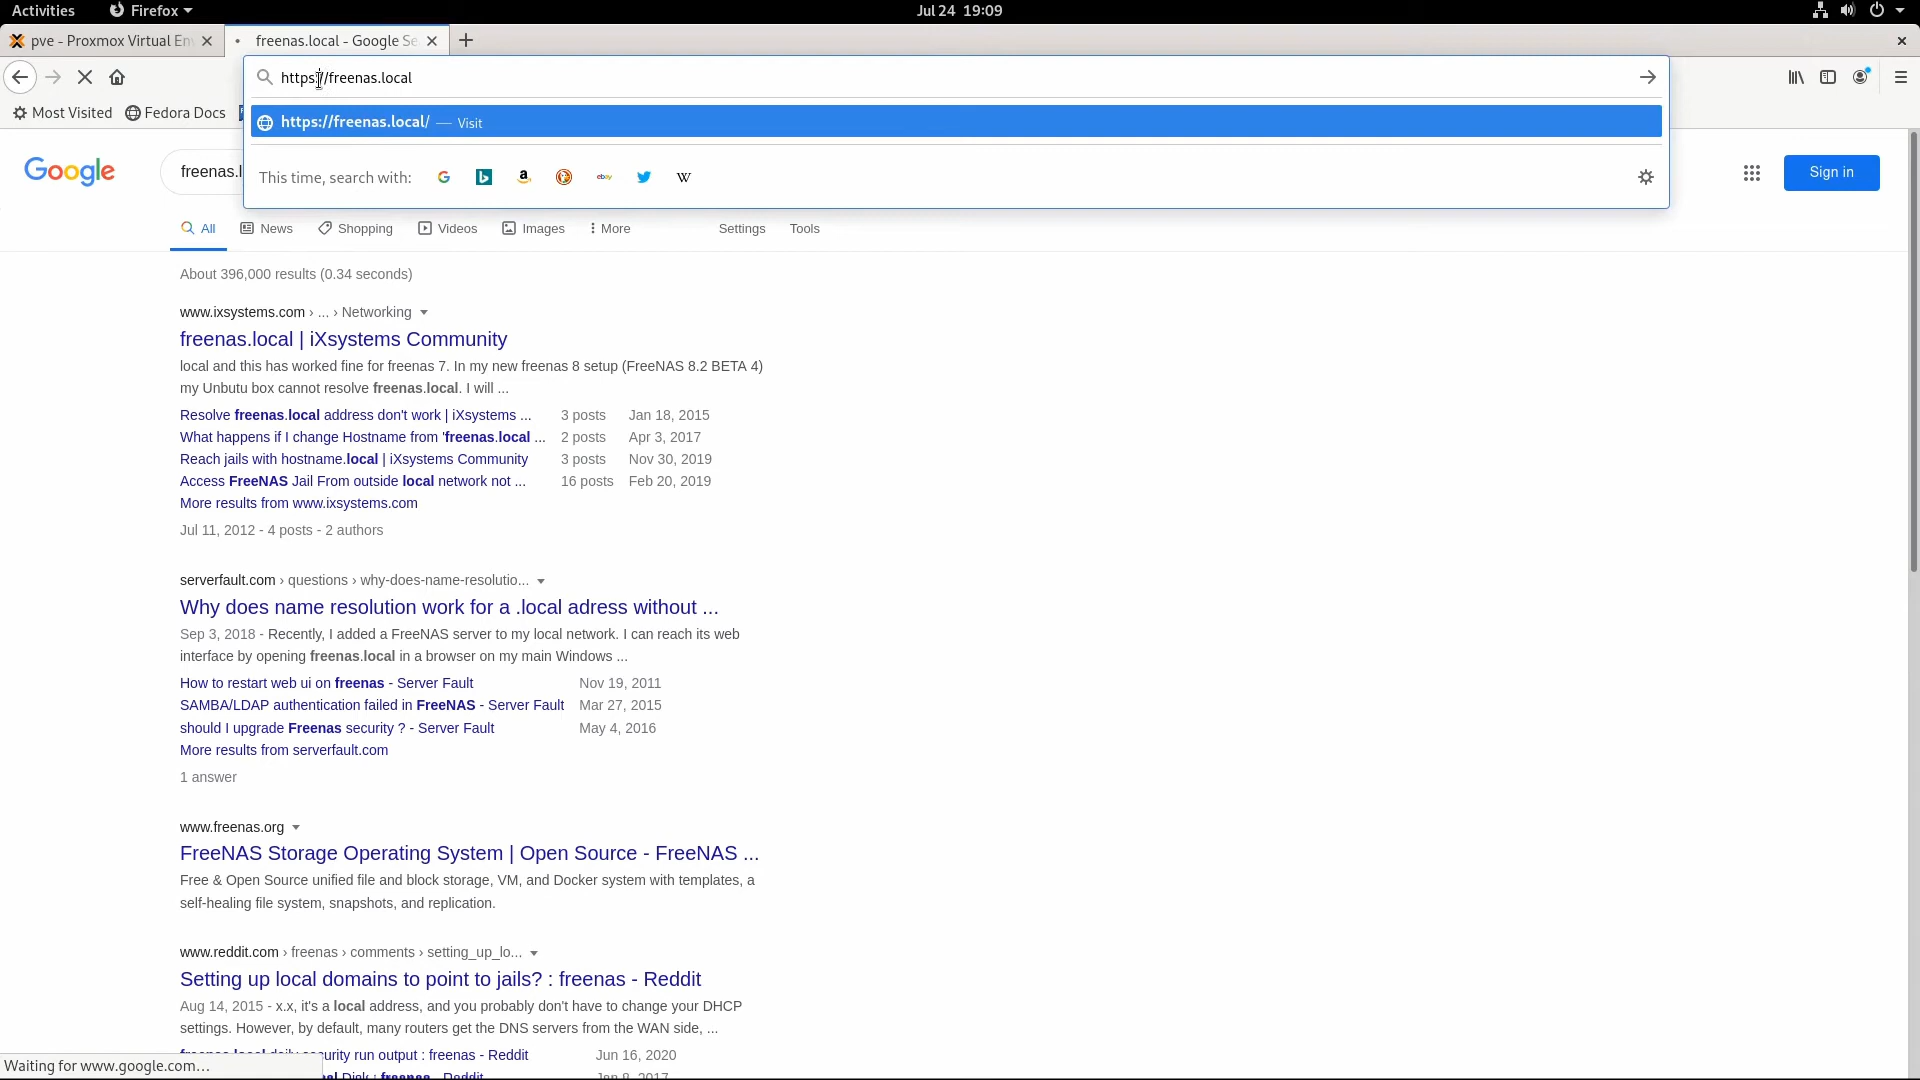 Activities Firefox Jul 24 19:09
pve - Proxmox Virtual En freenas.local - Google Se
https://freenas.local
https://freenas.local/ — Visit
Most Visited Fedora Docs
This time, search with:
Google freenas.l Sign in
All News Shopping Videos Images More Settings Tools
About 396,000 results (0.34 seconds)
www.ixsystems.com › ... › Networking
freenas.local | iXsystems Community
local and this has worked fine for freenas 7. In my new freenas 8 setup (FreeNAS 8.2 BETA 4)
my Unbutu box cannot resolve freenas.local. I will ...
Resolve freenas.local address don't work | iXsystems ... 3 posts Jan 18, 2015
What happens if I change Hostname from 'freenas.local ... 2 posts Apr 3, 2017
Reach jails with hostname.local | iXsystems Community 3 posts Nov 30, 2019
Access FreeNAS Jail From outside local network not ... 16 posts Feb 20, 2019
More results from www.ixsystems.com
Jul 11, 2012 - 4 posts - 2 authors
serverfault.com › questions › why-does-name-resolutio...
Why does name resolution work for a .local adress without ...
Sep 3, 2018 - Recently, I added a FreeNAS server to my local network. I can reach its web
interface by opening freenas.local in a browser on my main Windows ...
How to restart web ui on freenas - Server Fault Nov 19, 2011
SAMBA/LDAP authentication failed in FreeNAS - Server Fault Mar 27, 2015
should I upgrade Freenas security ? - Server Fault May 4, 2016
More results from serverfault.com
1 answer
www.freenas.org
FreeNAS Storage Operating System | Open Source - FreeNAS ...
Free & Open Source unified file and block storage, VM, and Docker system with templates, a
self-healing file system, snapshots, and replication.
www.reddit.com › freenas › comments › setting_up_lo...
Setting up local domains to point to jails? : freenas - Reddit
Aug 14, 2015 - x.x, it's a local address, and you probably don't have to change your DHCP
settings. However, by default, many routers get the DNS servers from the WAN side, ...
freenas.local daily security run output : freenas - Reddit Jun 16, 2020
Waiting for www.google.com…